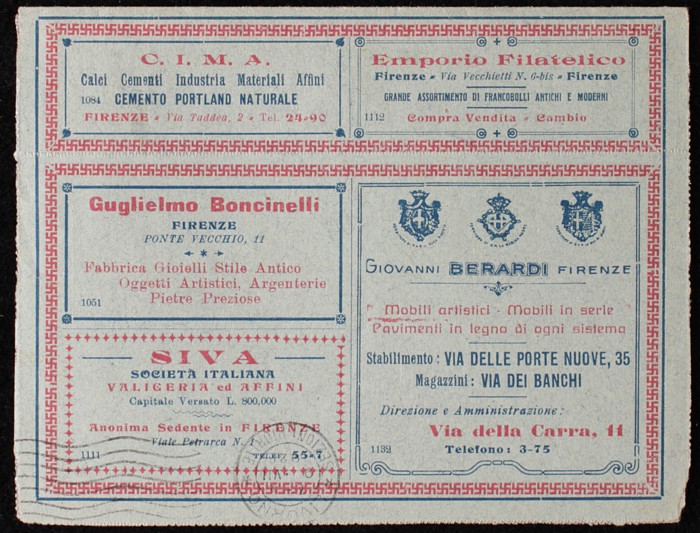 C. I. M. A.
Calci Cementi Industria Materiali Affini
1084 CEMENTO PORTLAND NATURALE
FIRENZE - Via Taddea, 2 - Tel. 24-90
Emporio Filatelico
Firenze - Via Vecchietti N. 6-bis - Firenze
GRANDE ASSORTIMENTO DI FRANCOBOLLI ANTICHI E MODERNI
1112 Compra Vendita - Cambio
Guglielmo Boncinelli
FIRENZE
PONTE VECCHIO, 11
Fabbrica Gioielli Stile Antico
Oggetti Artistici, Argenterie
1051 Pietre Preziose
SIVA
SOCIETÀ ITALIANA
VALIGERIA ed AFFINI
Capitale Versato L. 800,000
Anonima Sedente in FIRENZE
Viale Petrarca N.
1111 TELEF. 55-7
GIOVANNI BERARDI FIRENZE
Mobili artistici - Mobili in serie
Pavimenti in legno di ogni sistema
Stabilimento: VIA DELLE PORTE NUOVE, 35
Magazzini: VIA DEI BANCHI
Direzione e Amministrazione:
Via della Carra, 11
1132 Telefono: 3-75